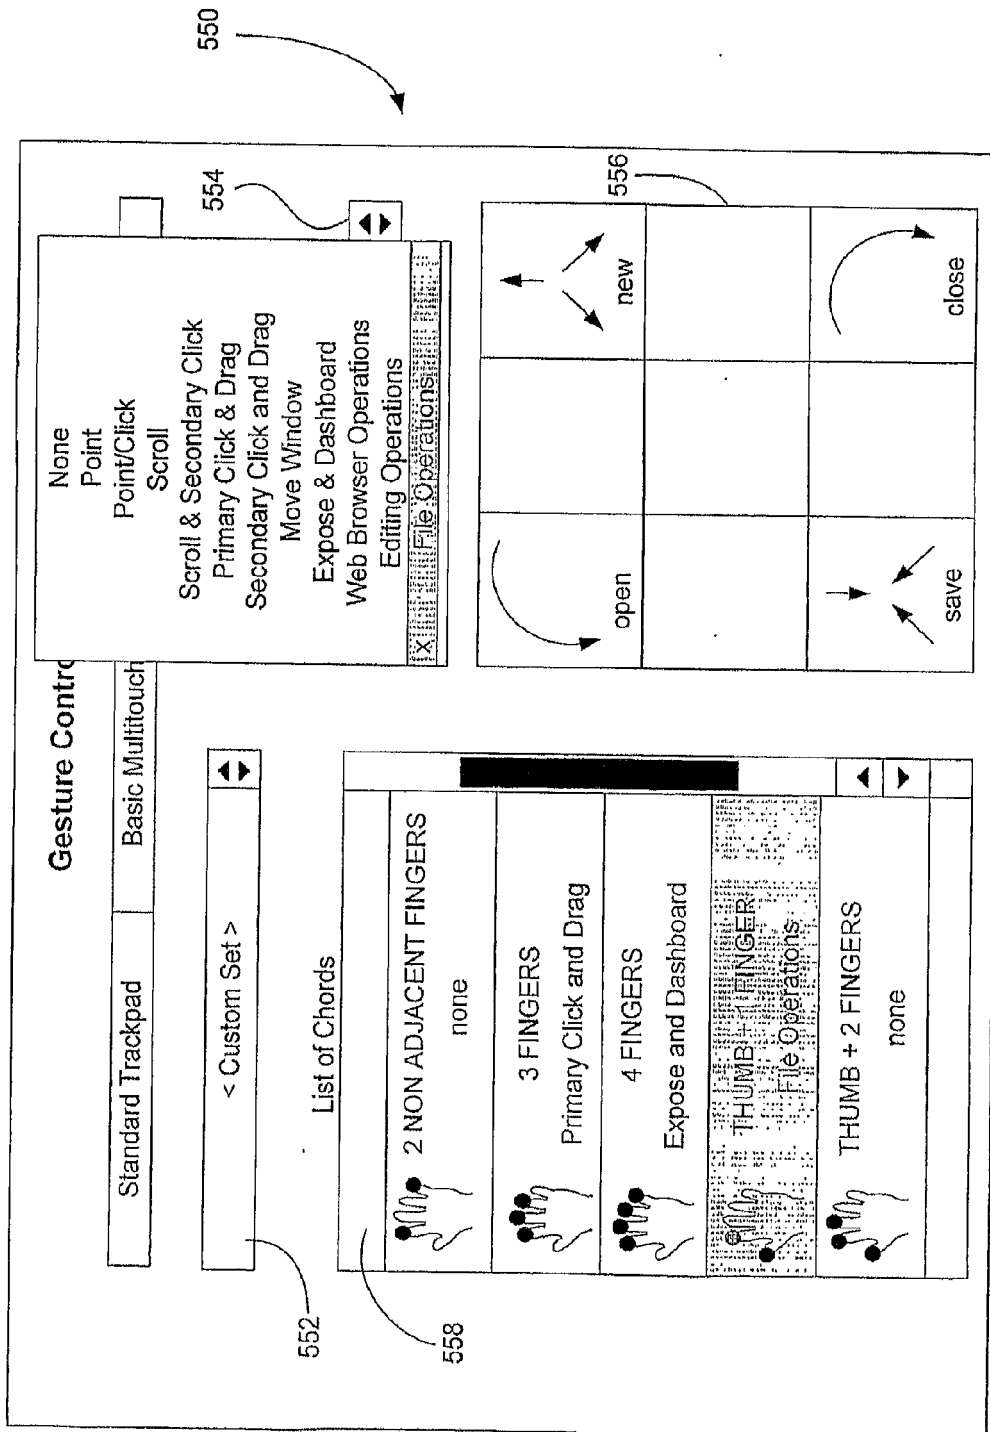 550
Gesture Contro
Standard Trackpad
Basic Multitouch
< Custom Set >
552
List of Chords
558
2 NON ADJACENT FINGERS
none
3 FINGERS
Primary Click and Drag
4 FINGERS
Expose and Dashboard
THUMB + 1 FINGER
File Operations
THUMB + 2 FINGERS
none
None
Point
Point/Click
Scroll
Scroll & Secondary Click
Primary Click & Drag
Secondary Click and Drag
Move Window
Expose & Dashboard
Web Browser Operations
Editing Operations
X File Operations
554
556
open
new
save
close